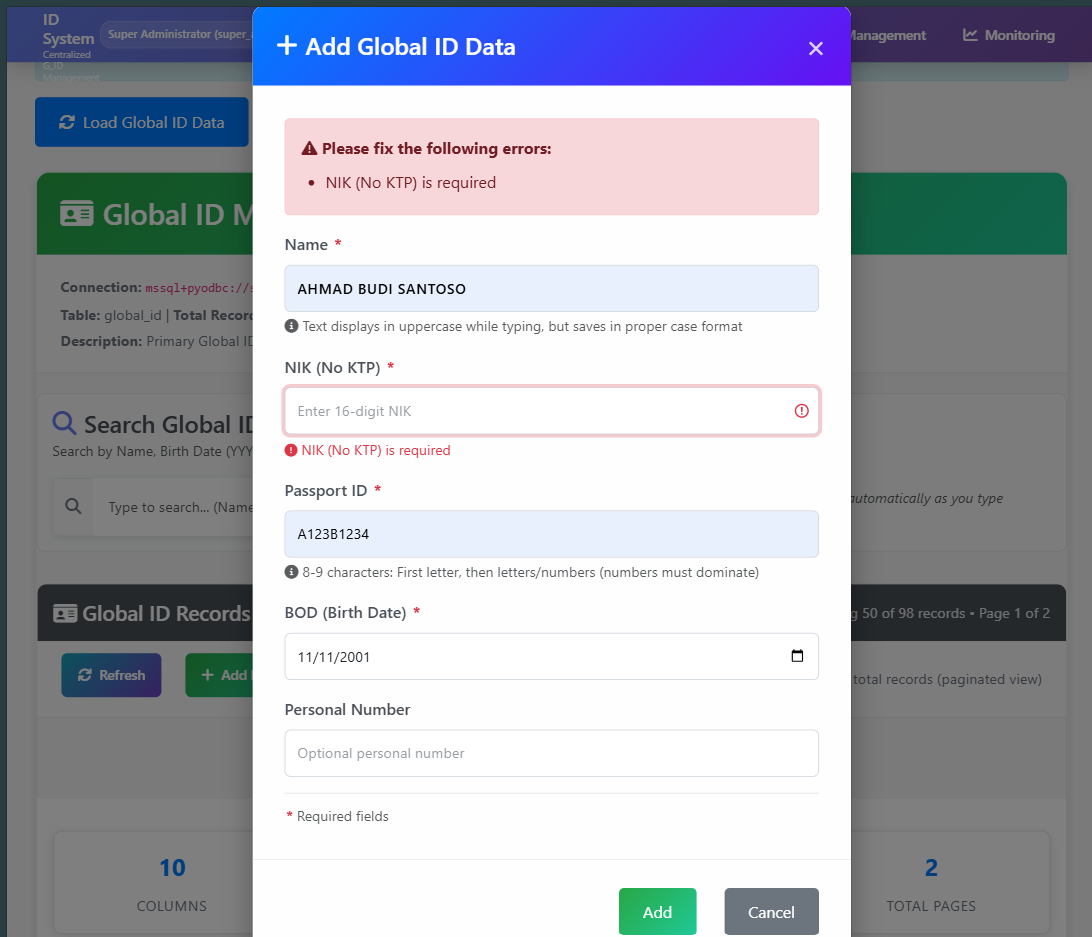 ID
System
Centralized
G_ID
Management
Super Administrator (super_
Management
Monitoring
Load Global ID Data
Add Global ID Data
Please fix the following errors:
• NIK (No KTP) is required
Global ID M
Connection: mssql+pyodbc://s
Table: global_id | Total Record
Description: Primary Global ID
Name *
AHMAD BUDI SANTOSO
Text displays in uppercase while typing, but saves in proper case format
NIK (No KTP) *
Enter 16-digit NIK
NIK (No KTP) is required
Search Global ID
Search by Name, Birth Date (YYY
Type to search... (Name
automatically as you type
Passport ID *
A123B1234
8-9 characters: First letter, then letters/numbers (numbers must dominate)
BOD (Birth Date) *
11/11/2001
Global ID Records
g 50 of 98 records • Page 1 of 2
Refresh
Add
total records (paginated view)
Personal Number
Optional personal number
* Required fields
10
COLUMNS
2
TOTAL PAGES
Add
Cancel